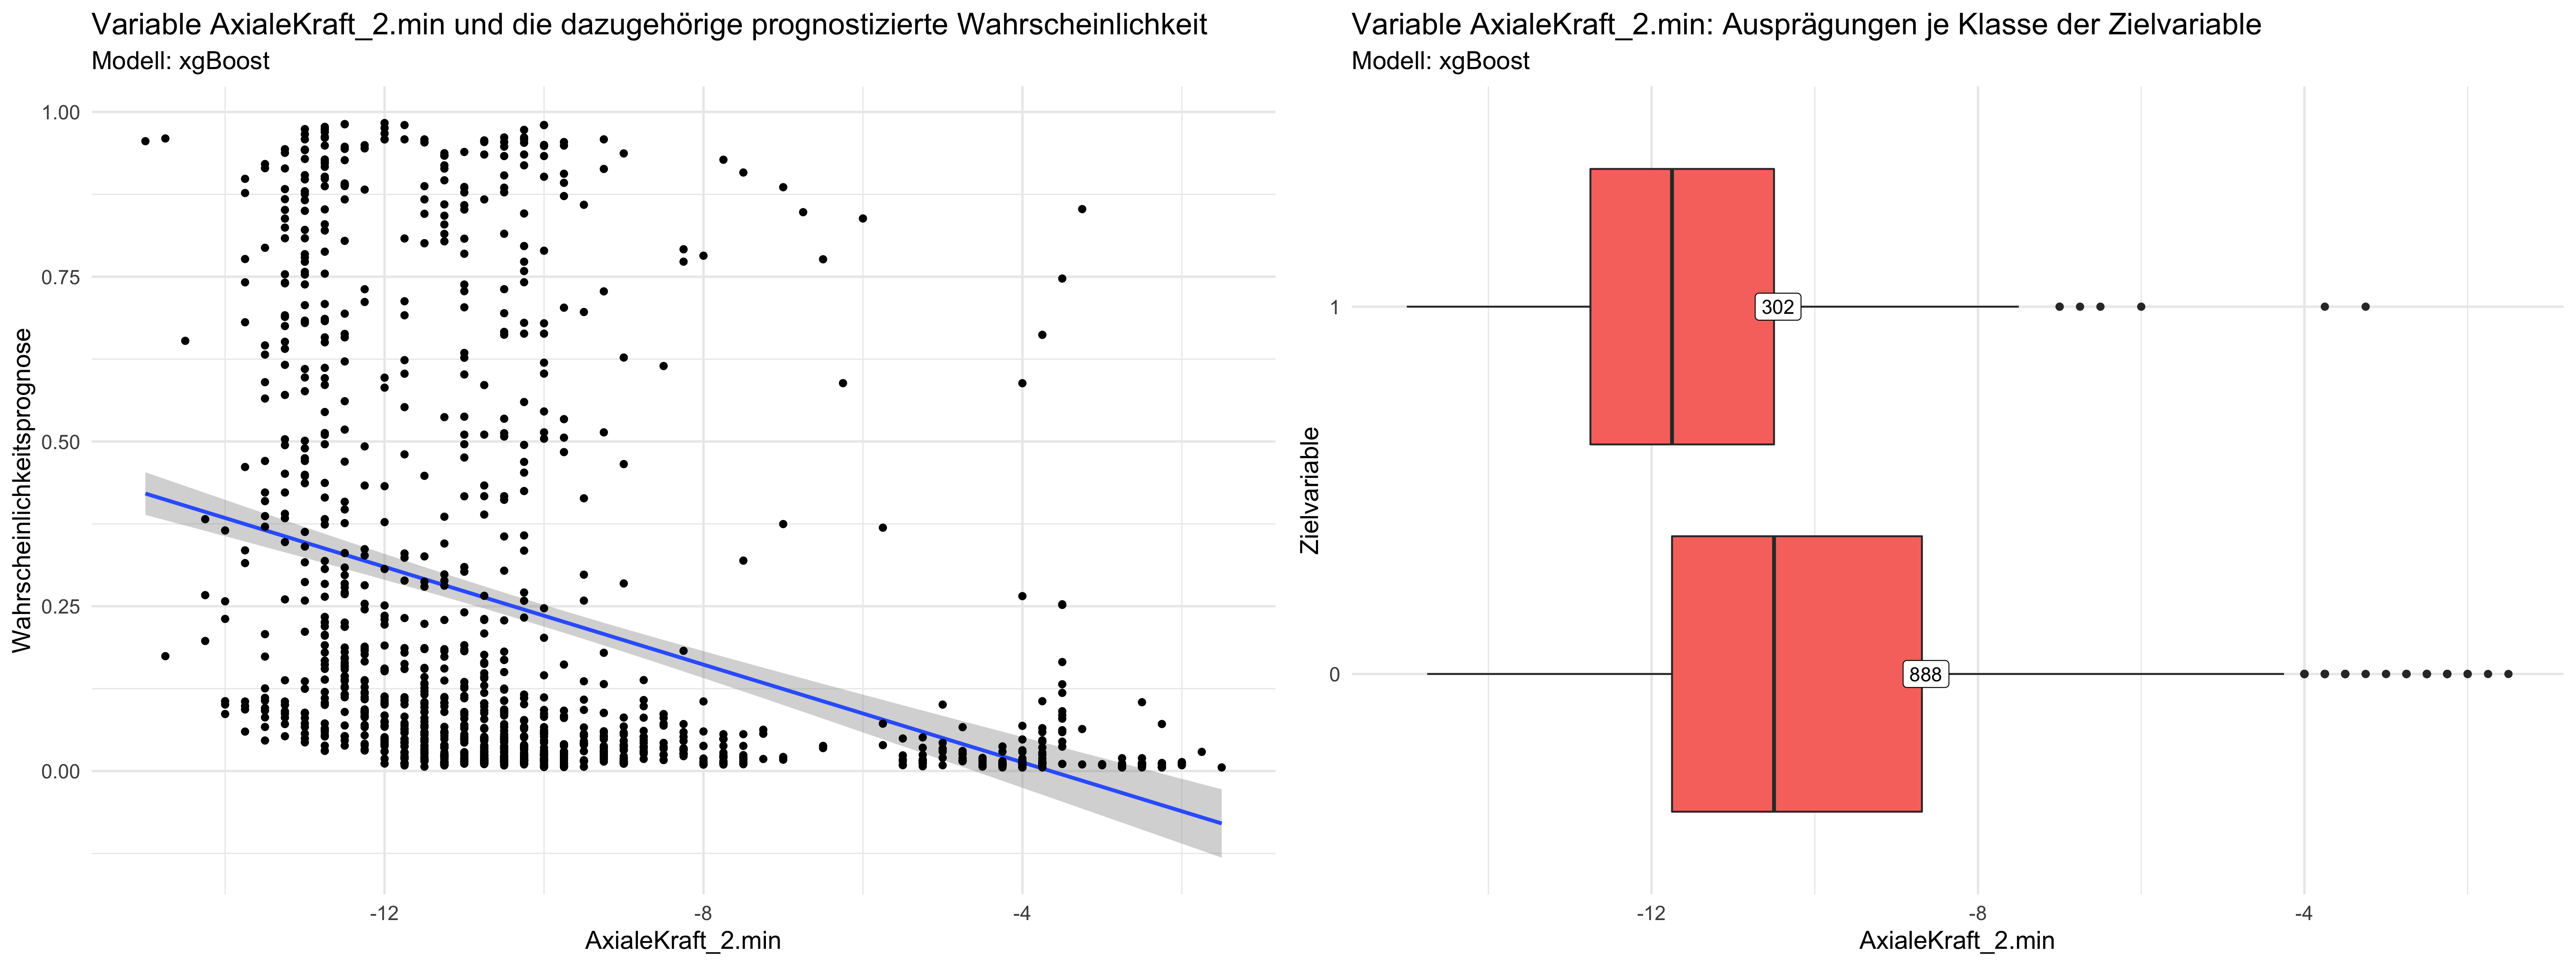 Variable AxialeKraft_2.min und die dazugehörige prognostizierte Wahrscheinlichkeit
Modell: xgBoost
Wahrscheinlichkeitsprognose
1.00
0.75
0.50
0.25
0.00
-12
-8
-4
AxialeKraft_2.min
Variable AxialeKraft_2.min: Ausprägungen je Klasse der Zielvariable
Modell: xgBoost
Zielvariable
1
302
0
888
-12
-8
-4
AxialeKraft_2.min